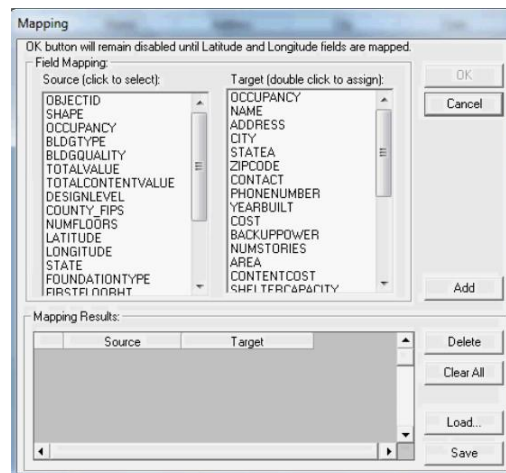 Mapping
OK button will remain disabled until Latitude and Longitude fields are mapped.
Field Mapping:
Source (click to select):
OBJECTID
SHAPE
OCCUPANCY
BLDGTYPE
BLDGQUALITY
TOTALVALUE
TOTALCONTENTVALUE
DESIGNLEVEL
COUNTY_FIPS
NUMFLOORS
LATITUDE
LONGITUDE
STATE
FOUNDATIONTYPE
FIRSTFLOORHT
Target (double click to assign):
OCCUPANCY
NAME
ADDRESS
CITY
STATEA
ZIPCODE
CONTACT
PHONENUMBER
YEARBUILT
COST
BACKUPPOWER
NUMSTORIES
AREA
CONTENTCOST
SHELTERCAPACITY
OK
Cancel
Add
Mapping Results:
Source Target
Delete
Clear All
Load...
Save